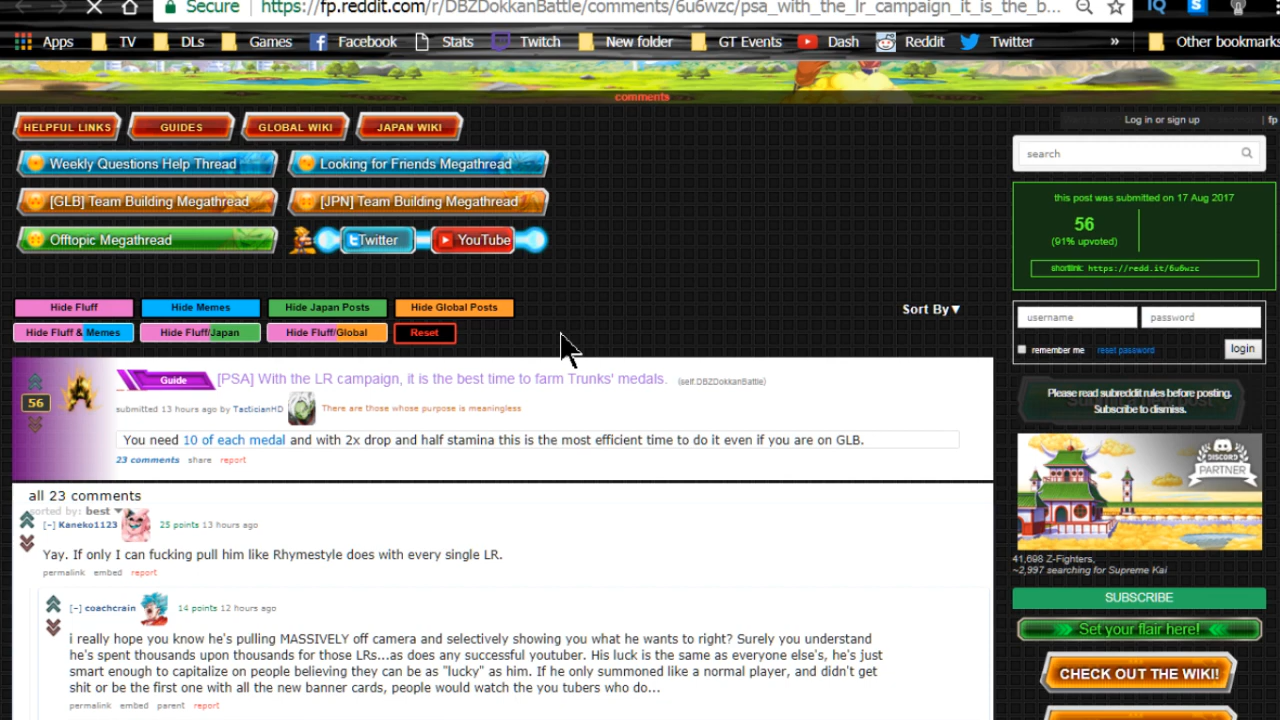 Secure https://fp.reddit.com/r/DBZDokkanBattle/comments/6u6wzc/psa_with_the_lr_campaign_it_is_the_b...
Apps TV DLs Games Facebook Stats Twitch New folder GT Events Dash Reddit Twitter » Other bookmarks
comments
HELPFUL LINKS GUIDES GLOBAL WIKI JAPAN WIKI
Log in or sign up | fp
Weekly Questions Help Thread Looking for Friends Megathread
search
[GLB] Team Building Megathread [JPN] Team Building Megathread
this post was submitted on 17 Aug 2017
56
(91% upvoted)
shortlink: https://redd.it/6u6wzc
Offtopic Megathread Twitter YouTube
Hide Fluff Hide Memes Hide Japan Posts Hide Global Posts
Sort By▼
Hide Fluff & Memes Hide Fluff/Japan Hide Fluff/Global Reset
username password
remember me reset password login
Guide [PSA] With the LR campaign, it is the best time to farm Trunks' medals. (self.DBZDokkanBattle)
56
submitted 13 hours ago by TacticianHD There are those whose purpose is meaningless
You need 10 of each medal and with 2x drop and half stamina this is the most efficient time to do it even if you are on GLB.
23 comments share report
Please read subreddit rules before posting.
Subscribe to dismiss.
DISCORD
PARTNER
all 23 comments
sorted by: best
[–] Kaneko1123 25 points 13 hours ago
Yay. If only I can fucking pull him like Rhymestyle does with every single LR.
permalink embed report
41,698 Z-Fighters,
~2,997 searching for Supreme Kai
SUBSCRIBE
Set your flair here!
CHECK OUT THE WIKI!
[–] coachcrain 14 points 12 hours ago
i really hope you know he's pulling MASSIVELY off camera and selectively showing you what he wants to right? Surely you understand
he's spent thousands upon thousands for those LRs...as does any successful youtuber. His luck is the same as everyone else's, he's just
smart enough to capitalize on people believing they can be as "lucky" as him. If he only summoned like a normal player, and didn't get
shit or be the first one with all the new banner cards, people would watch the you tubers who do...
permalink embed parent report